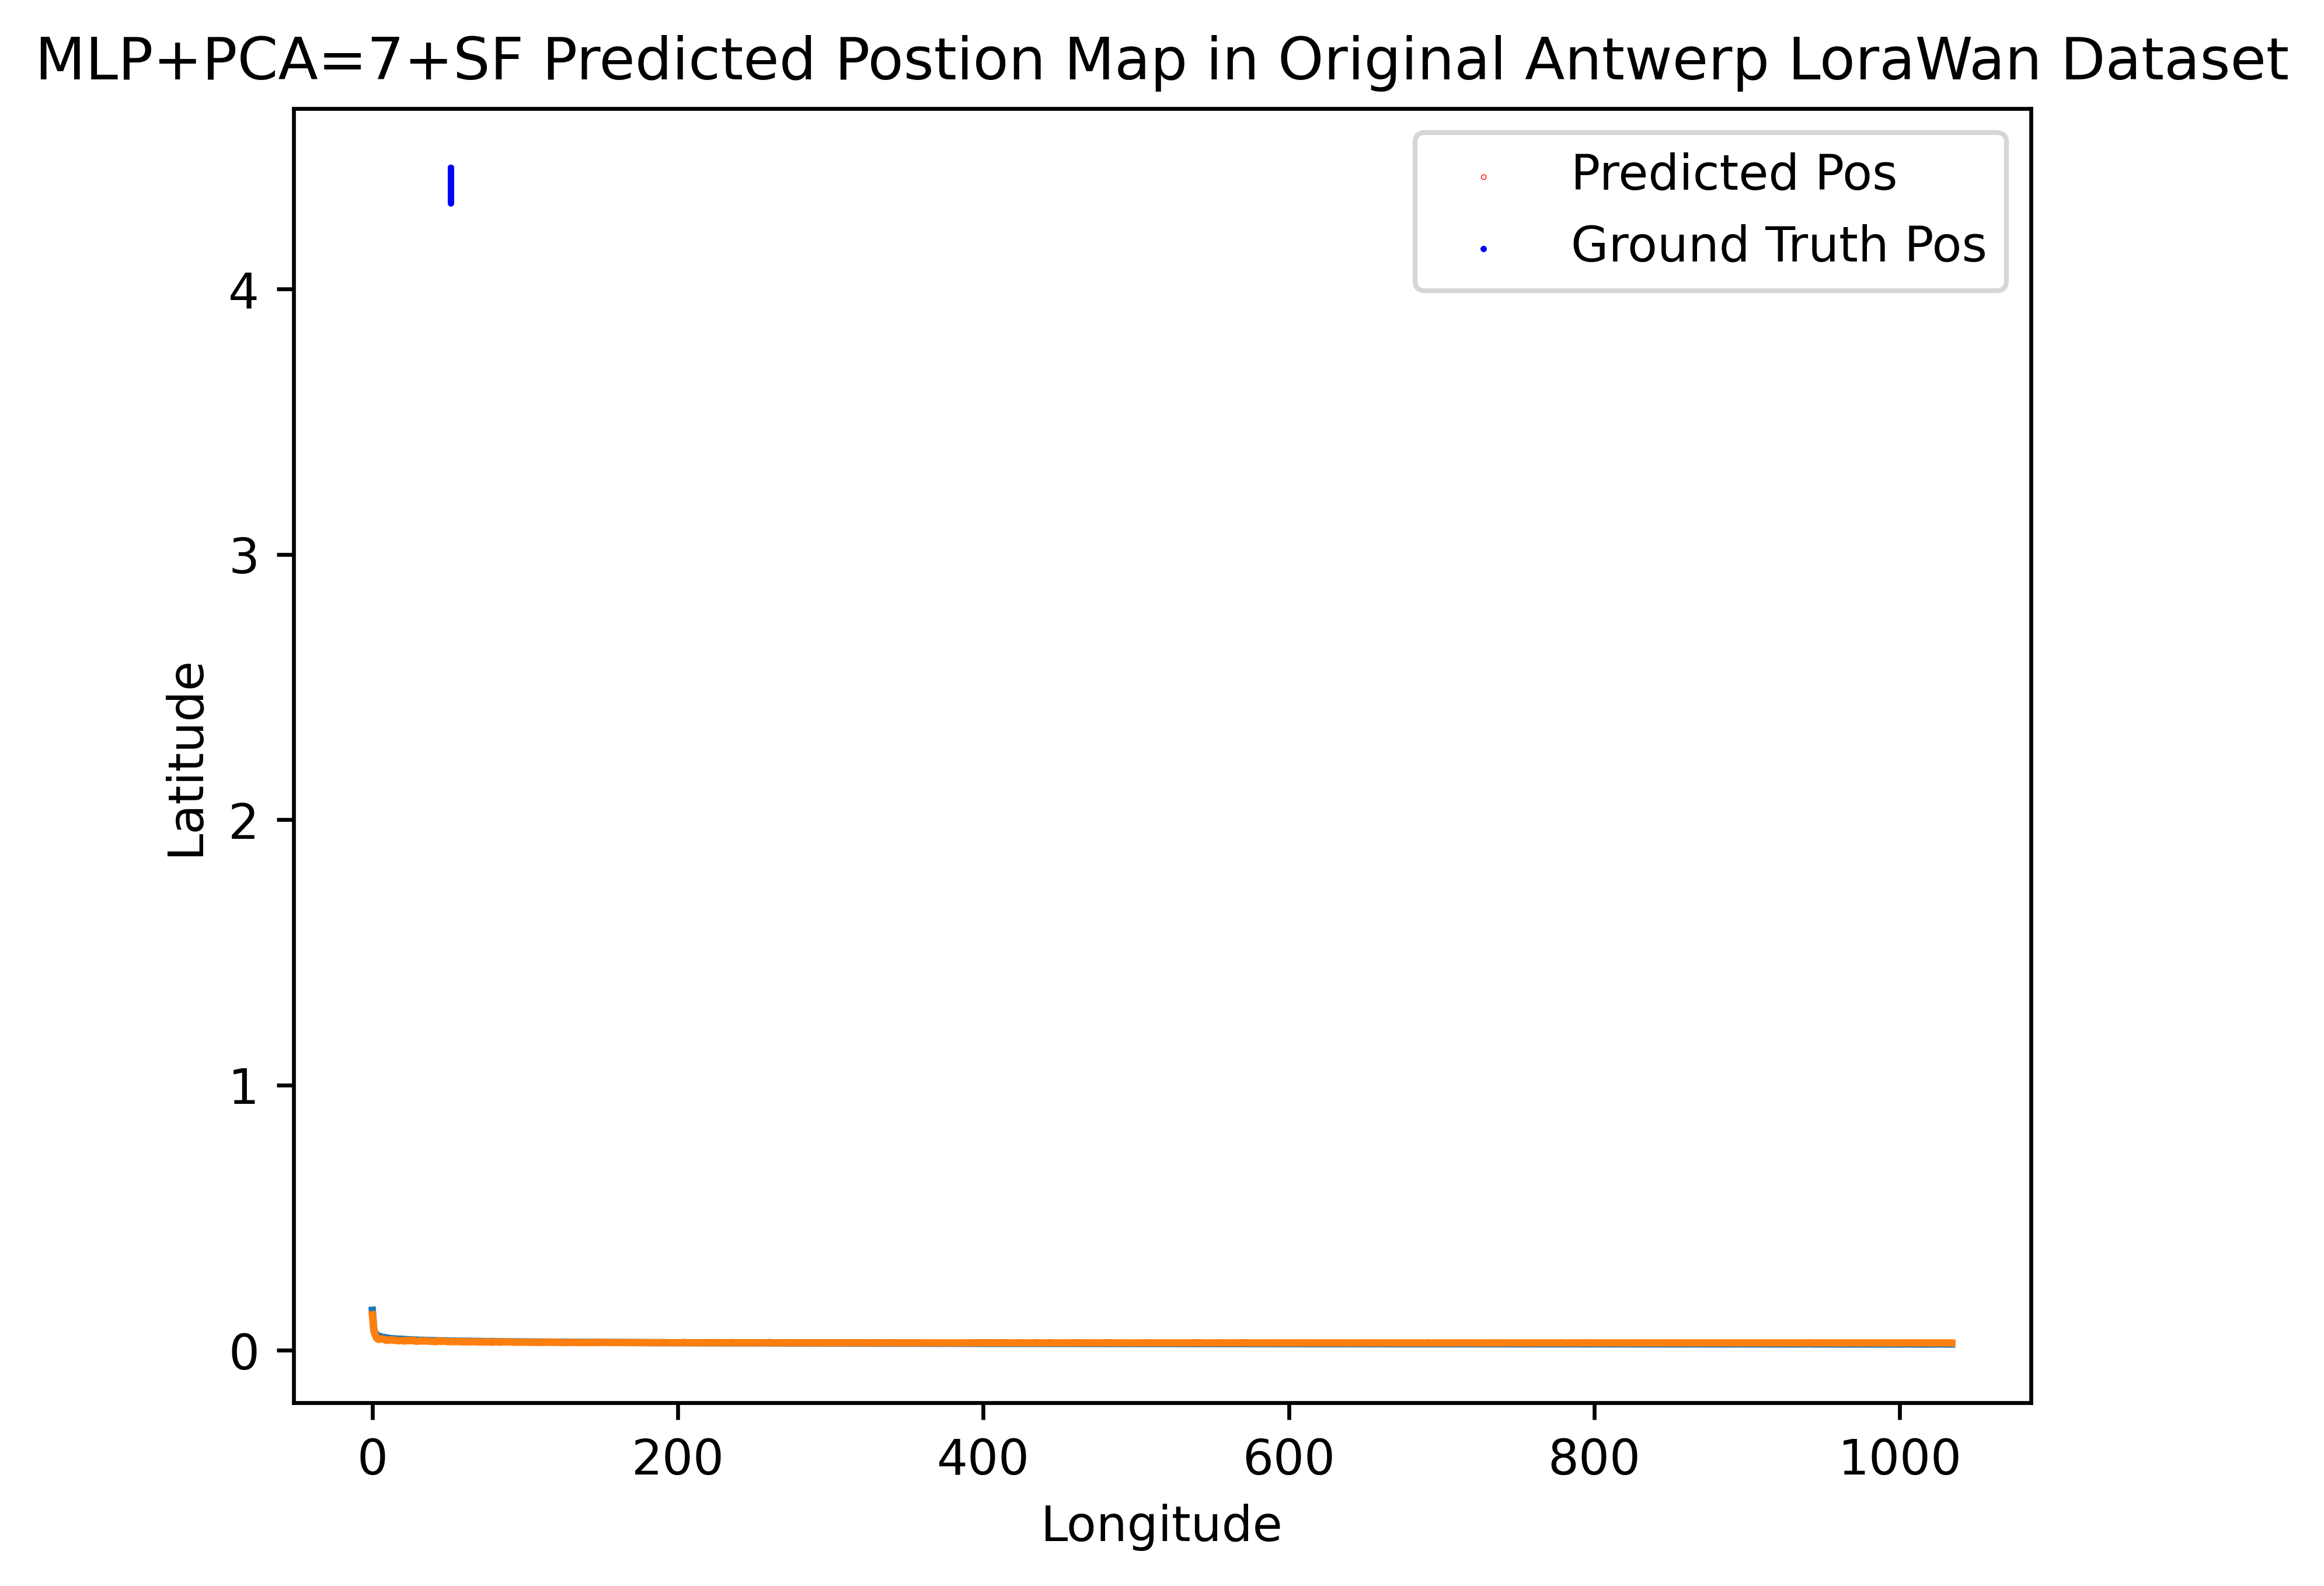 MLP+PCA=7+SF Predicted Postion Map in Original Antwerp LoraWan Dataset
Predicted Pos
Ground Truth Pos
4
3
2
1
0
Latitude
0 200 400 600 800 1000
Longitude